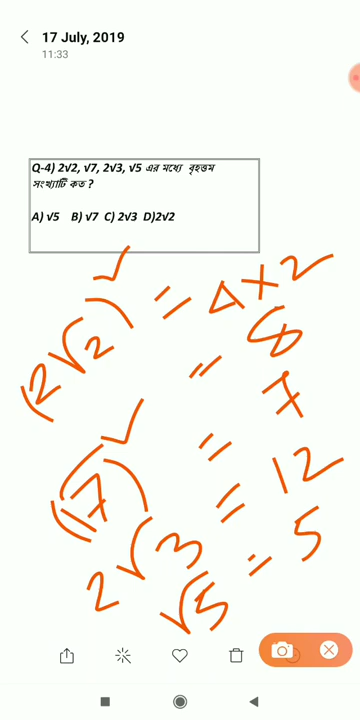 17 July, 2019
11:33
Q-4) 2√2, √7, 2√3, √5 এর মধ্যে বৃহত্তম
সংখ্যাটি কত ?
A) √5 B) √7 C) 2√3 D)2√2
(2√2)² = 4×2
= 8
(√7)² = 7
2√3 = 12
√5 = 5